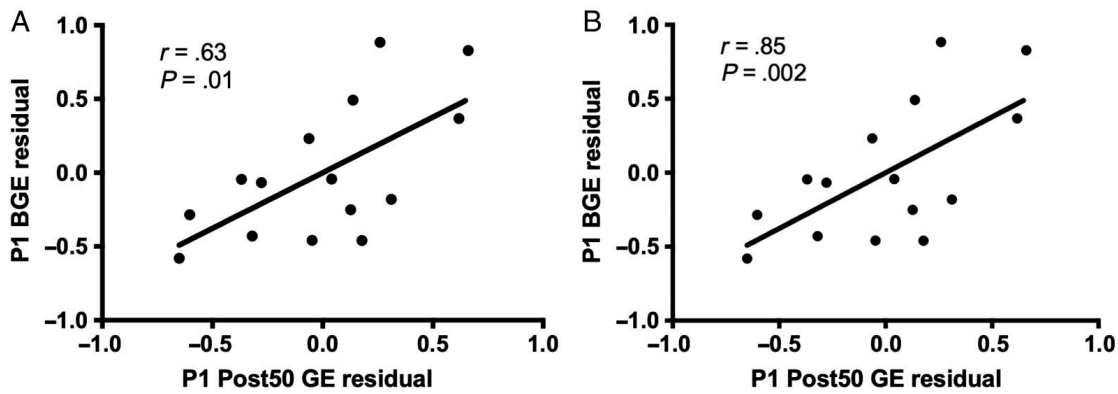 A
r = .63
P = .01
P1 BGE residual
1.0
0.5
0.0
−0.5
−1.0
−1.0 −0.5 0.0 0.5 1.0
P1 Post50 GE residual
B
r = .85
P = .002
P1 BGE residual
1.0
0.5
0.0
−0.5
−1.0
−1.0 −0.5 0.0 0.5 1.0
P1 Post50 GE residual